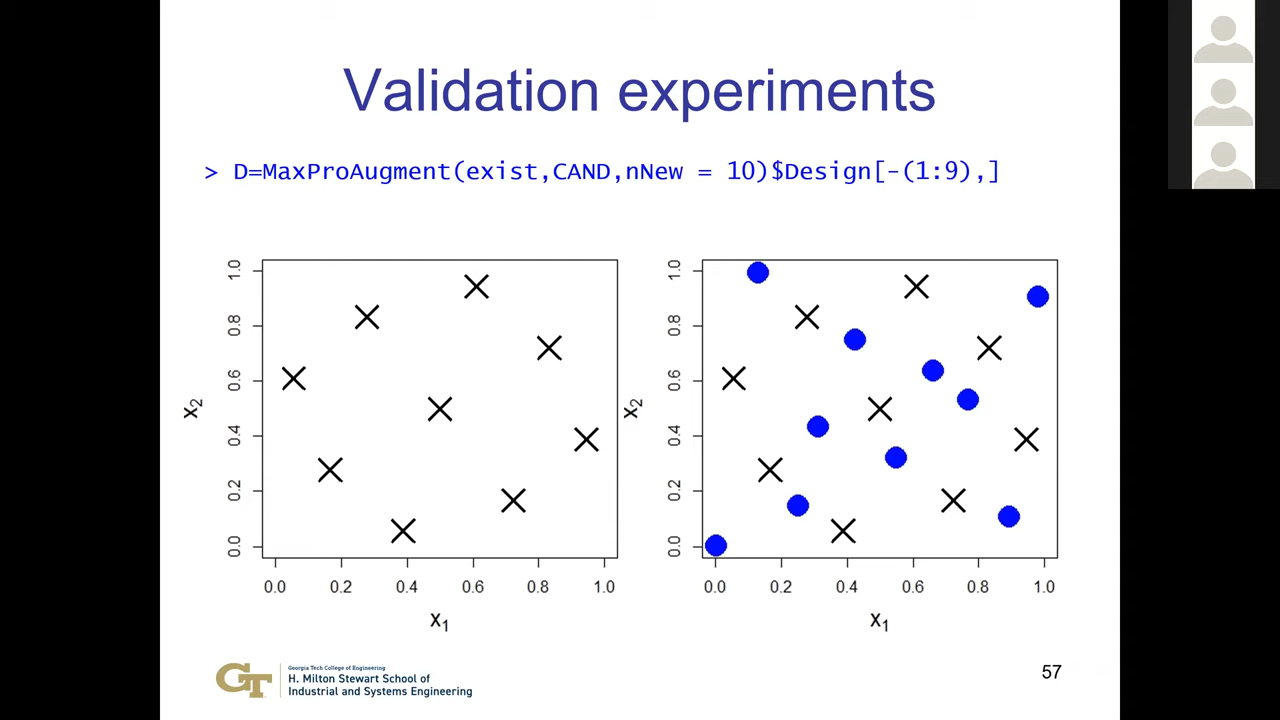 Validation experiments
> D=MaxProAugment(exist,CAND,nNew = 10)$Design[-(1:9),]
1.0
0.8
0.6
0.4
0.2
0.0
x2
0.0 0.2 0.4 0.6 0.8 1.0
x1
1.0
0.8
0.6
0.4
0.2
0.0
x2
0.0 0.2 0.4 0.6 0.8 1.0
x1
GT
Georgia Tech College of Engineering
H. Milton Stewart School of
Industrial and Systems Engineering
57